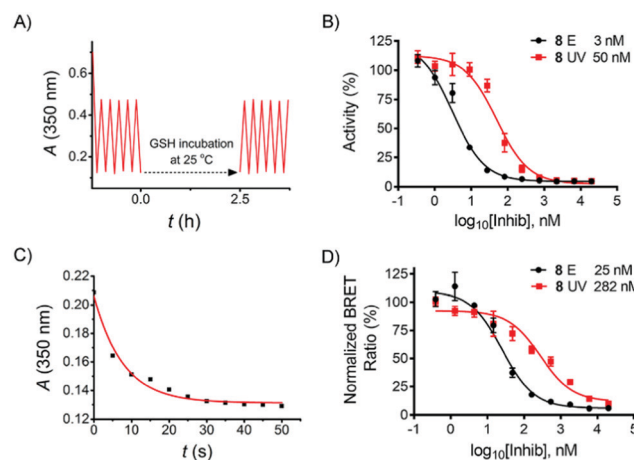 A)
A (350 nm)
0.6
0.4
0.2
GSH incubation
at 25 °C
0.0
2.5
t (h)
B)
Activity (%)
125
100
75
50
25
0
8 E 3 nM
8 UV 50 nM
-1
0
1
2
3
4
5
log10[Inhib], nM
C)
A (350 nm)
0.22
0.20
0.18
0.16
0.14
0.12
0
10
20
30
40
50
t (s)
D)
Normalized BRET
Ratio (%)
125
100
75
50
25
0
8 E 25 nM
8 UV 282 nM
-1
0
1
2
3
4
5
log10[Inhib], nM